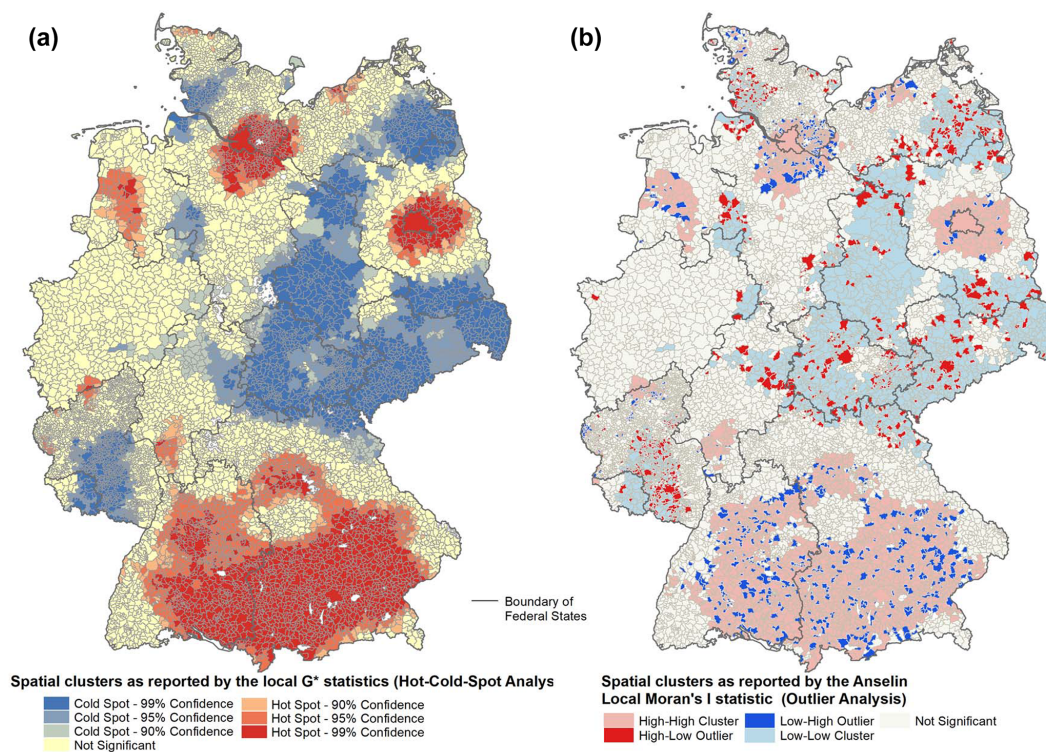 (a)
(b)
Boundary of
Federal States
Spatial clusters as reported by the local G* statistics (Hot-Cold-Spot Analys
Cold Spot - 99% Confidence
Cold Spot - 95% Confidence
Cold Spot - 90% Confidence
Not Significant
Hot Spot - 90% Confidence
Hot Spot - 95% Confidence
Hot Spot - 99% Confidence
Spatial clusters as reported by the Anselin
Local Moran's I statistic (Outlier Analysis)
High-High Cluster
High-Low Outlier
Low-High Outlier
Low-Low Cluster
Not Significant